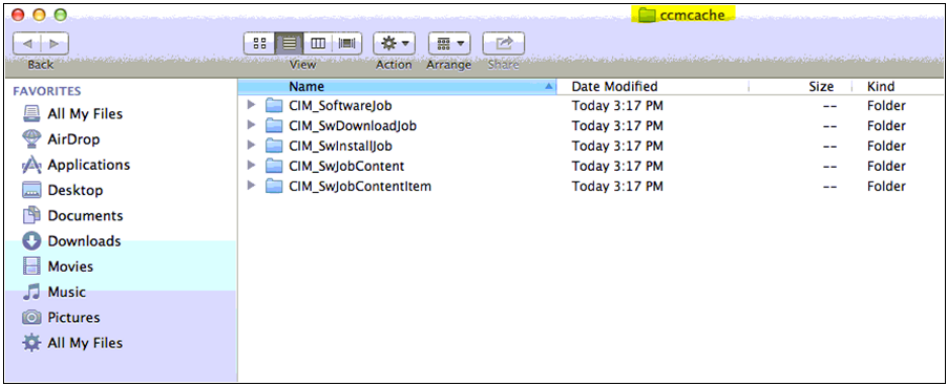 ccmcache
Back View Action Arrange Share
FAVORITES
All My Files
AirDrop
Applications
Desktop
Documents
Downloads
Movies
Music
Pictures
All My Files
Name Date Modified Size Kind
CIM_SoftwareJob Today 3:17 PM -- Folder
CIM_SwDownloadJob Today 3:17 PM -- Folder
CIM_SwInstallJob Today 3:17 PM -- Folder
CIM_SwJobContent Today 3:17 PM -- Folder
CIM_SwJobContentItem Today 3:17 PM -- Folder